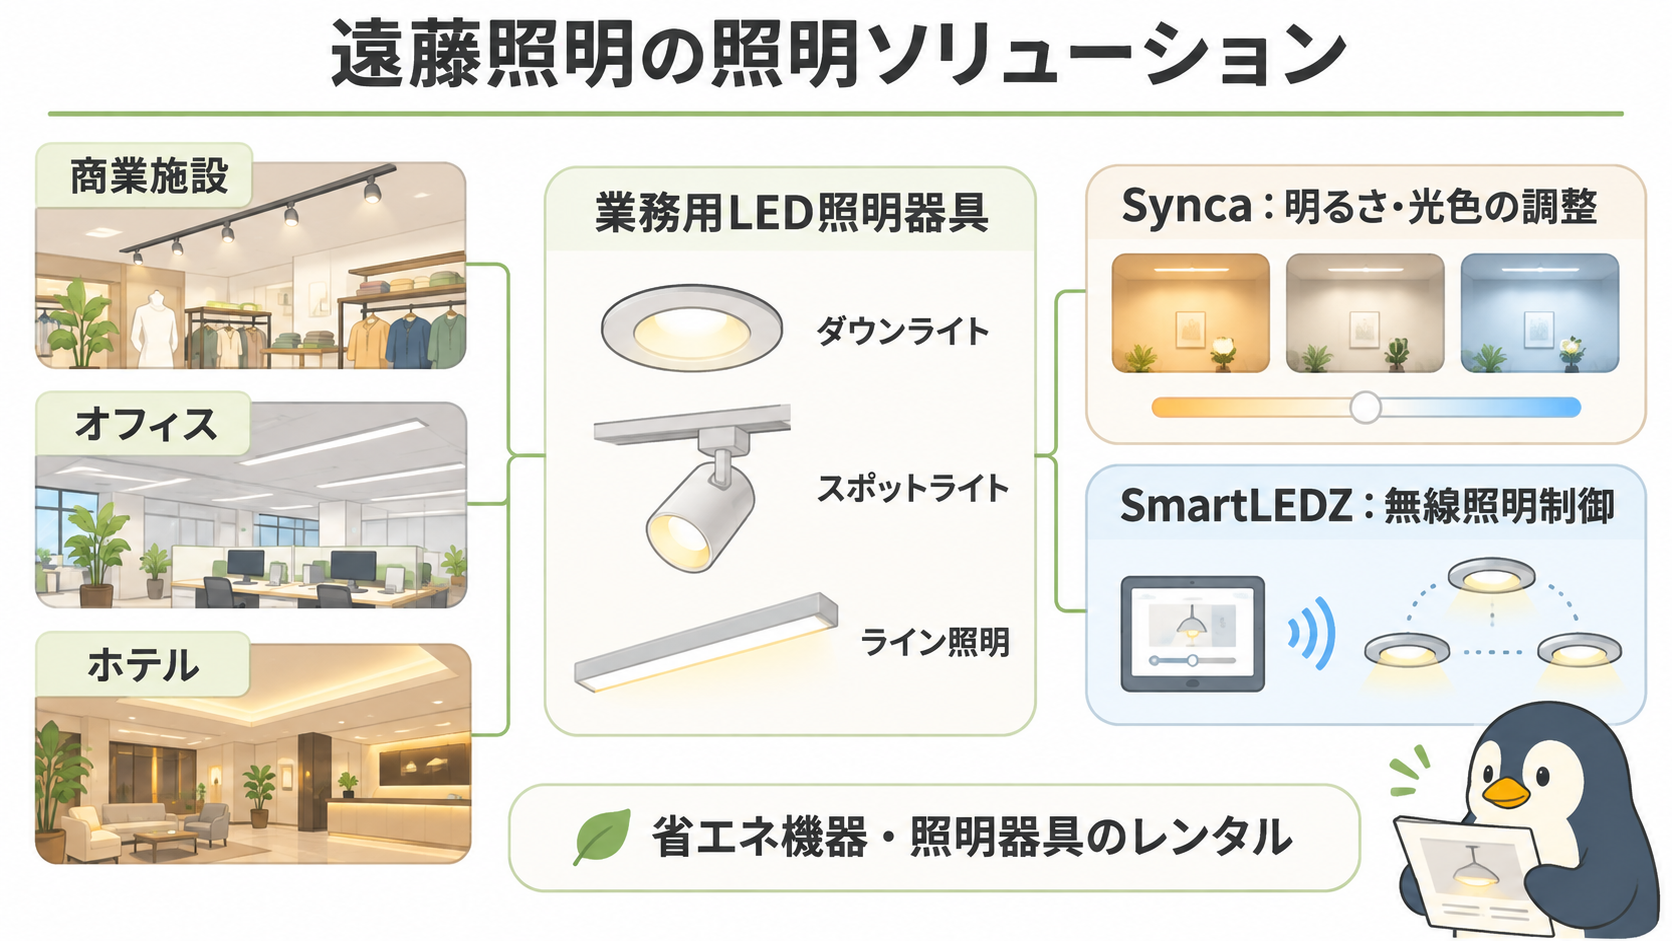 遠藤照明の照明ソリューション
商業施設
オフィス
ホテル
業務用LED照明器具
ダウンライト
スポットライト
ライン照明
Synca：明るさ・光色の調整
SmartLEDZ：無線照明制御
省エネ機器・照明器具のレンタル